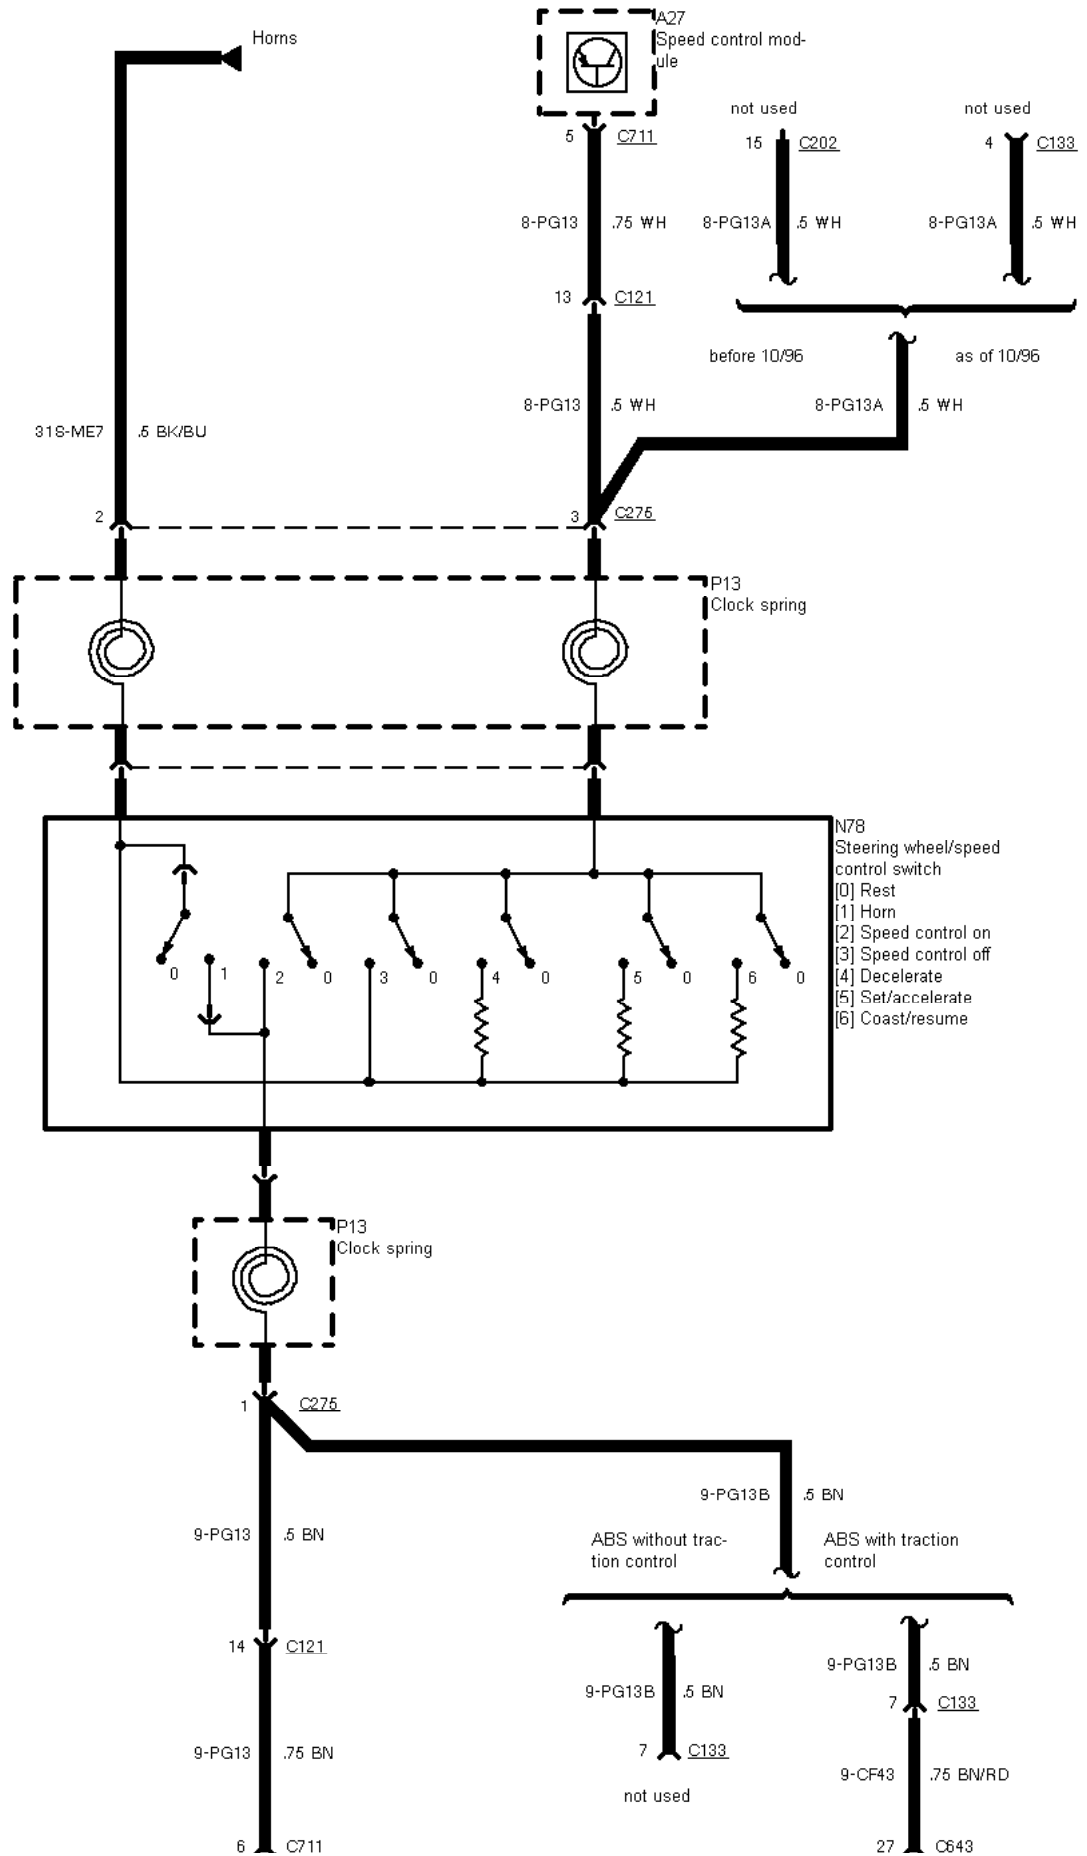 Horns
A27
Speed control mod-
ule
not used
not used
5 C711
15 C202
4 C133
8-PG13 .75 WH
8-PG13A .5 WH
8-PG13A .5 WH
13 C121
before 10/96
as of 10/96
8-PG13 .5 WH
8-PG13A .5 WH
31S-ME7 .5 BK/BU
2
3 C275
P13
Clock spring
N78
Steering wheel/speed
control switch
[0] Rest
[1] Horn
[2] Speed control on
[3] Speed control off
[4] Decelerate
[5] Set/accelerate
[6] Coast/resume
0 1 2 0 3 0 4 0 5 0 6 0
P13
Clock spring
1 C275
9-PG13B .5 BN
9-PG13 .5 BN
ABS without trac-
tion control
ABS with traction
control
14 C121
9-PG13B .5 BN
9-PG13B .5 BN
7 C133
9-PG13 .75 BN
7 C133
9-CF43 .75 BN/RD
not used
6 C711
27 C643